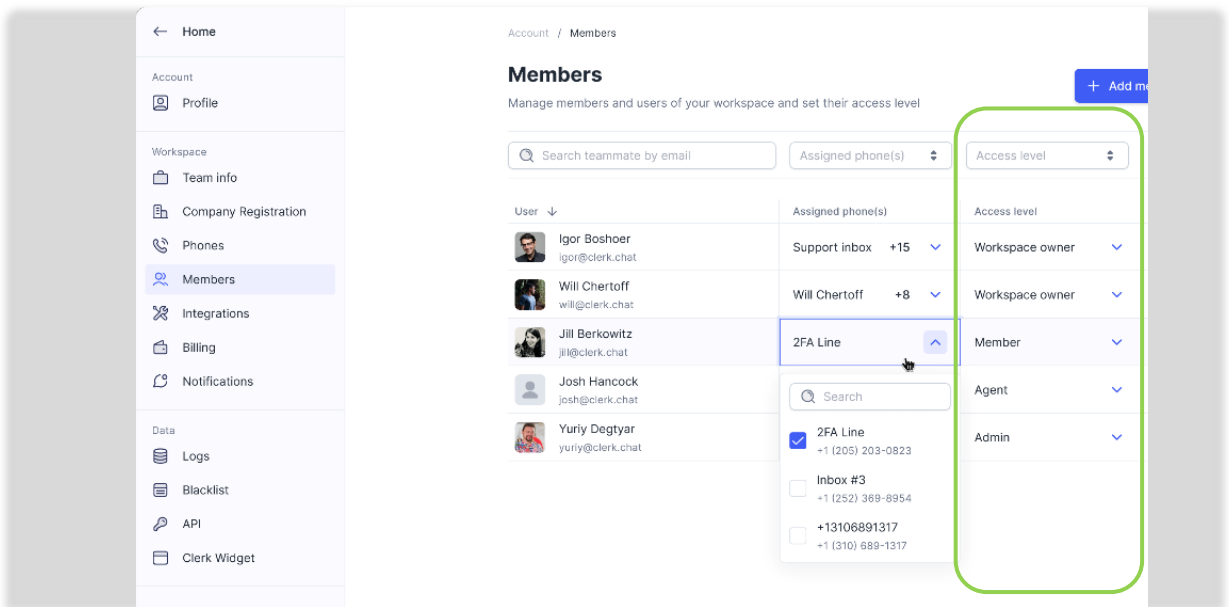 Home
Account
Profile
Workspace
Team info
Company Registration
Phones
Members
Integrations
Billing
Notifications
Data
Logs
Blacklist
API
Clerk Widget
Account / Members
Members
Manage members and users of your workspace and set their access level
+ Add me
Search teammate by email
Assigned phone(s)
Access level
User
Assigned phone(s)
Access level
Igor Boshoer
igor@clerk.chat
Support inbox +15
Workspace owner
Will Chertoff
will@clerk.chat
Will Chertoff +8
Workspace owner
Jill Berkowitz
jill@clerk.chat
2FA Line
Member
Josh Hancock
josh@clerk.chat
Agent
Yuriy Degtyar
yuriy@clerk.chat
Admin
Search
2FA Line
+1 (205) 203-0823
Inbox #3
+1 (252) 369-8954
+13106891317
+1 (310) 689-1317